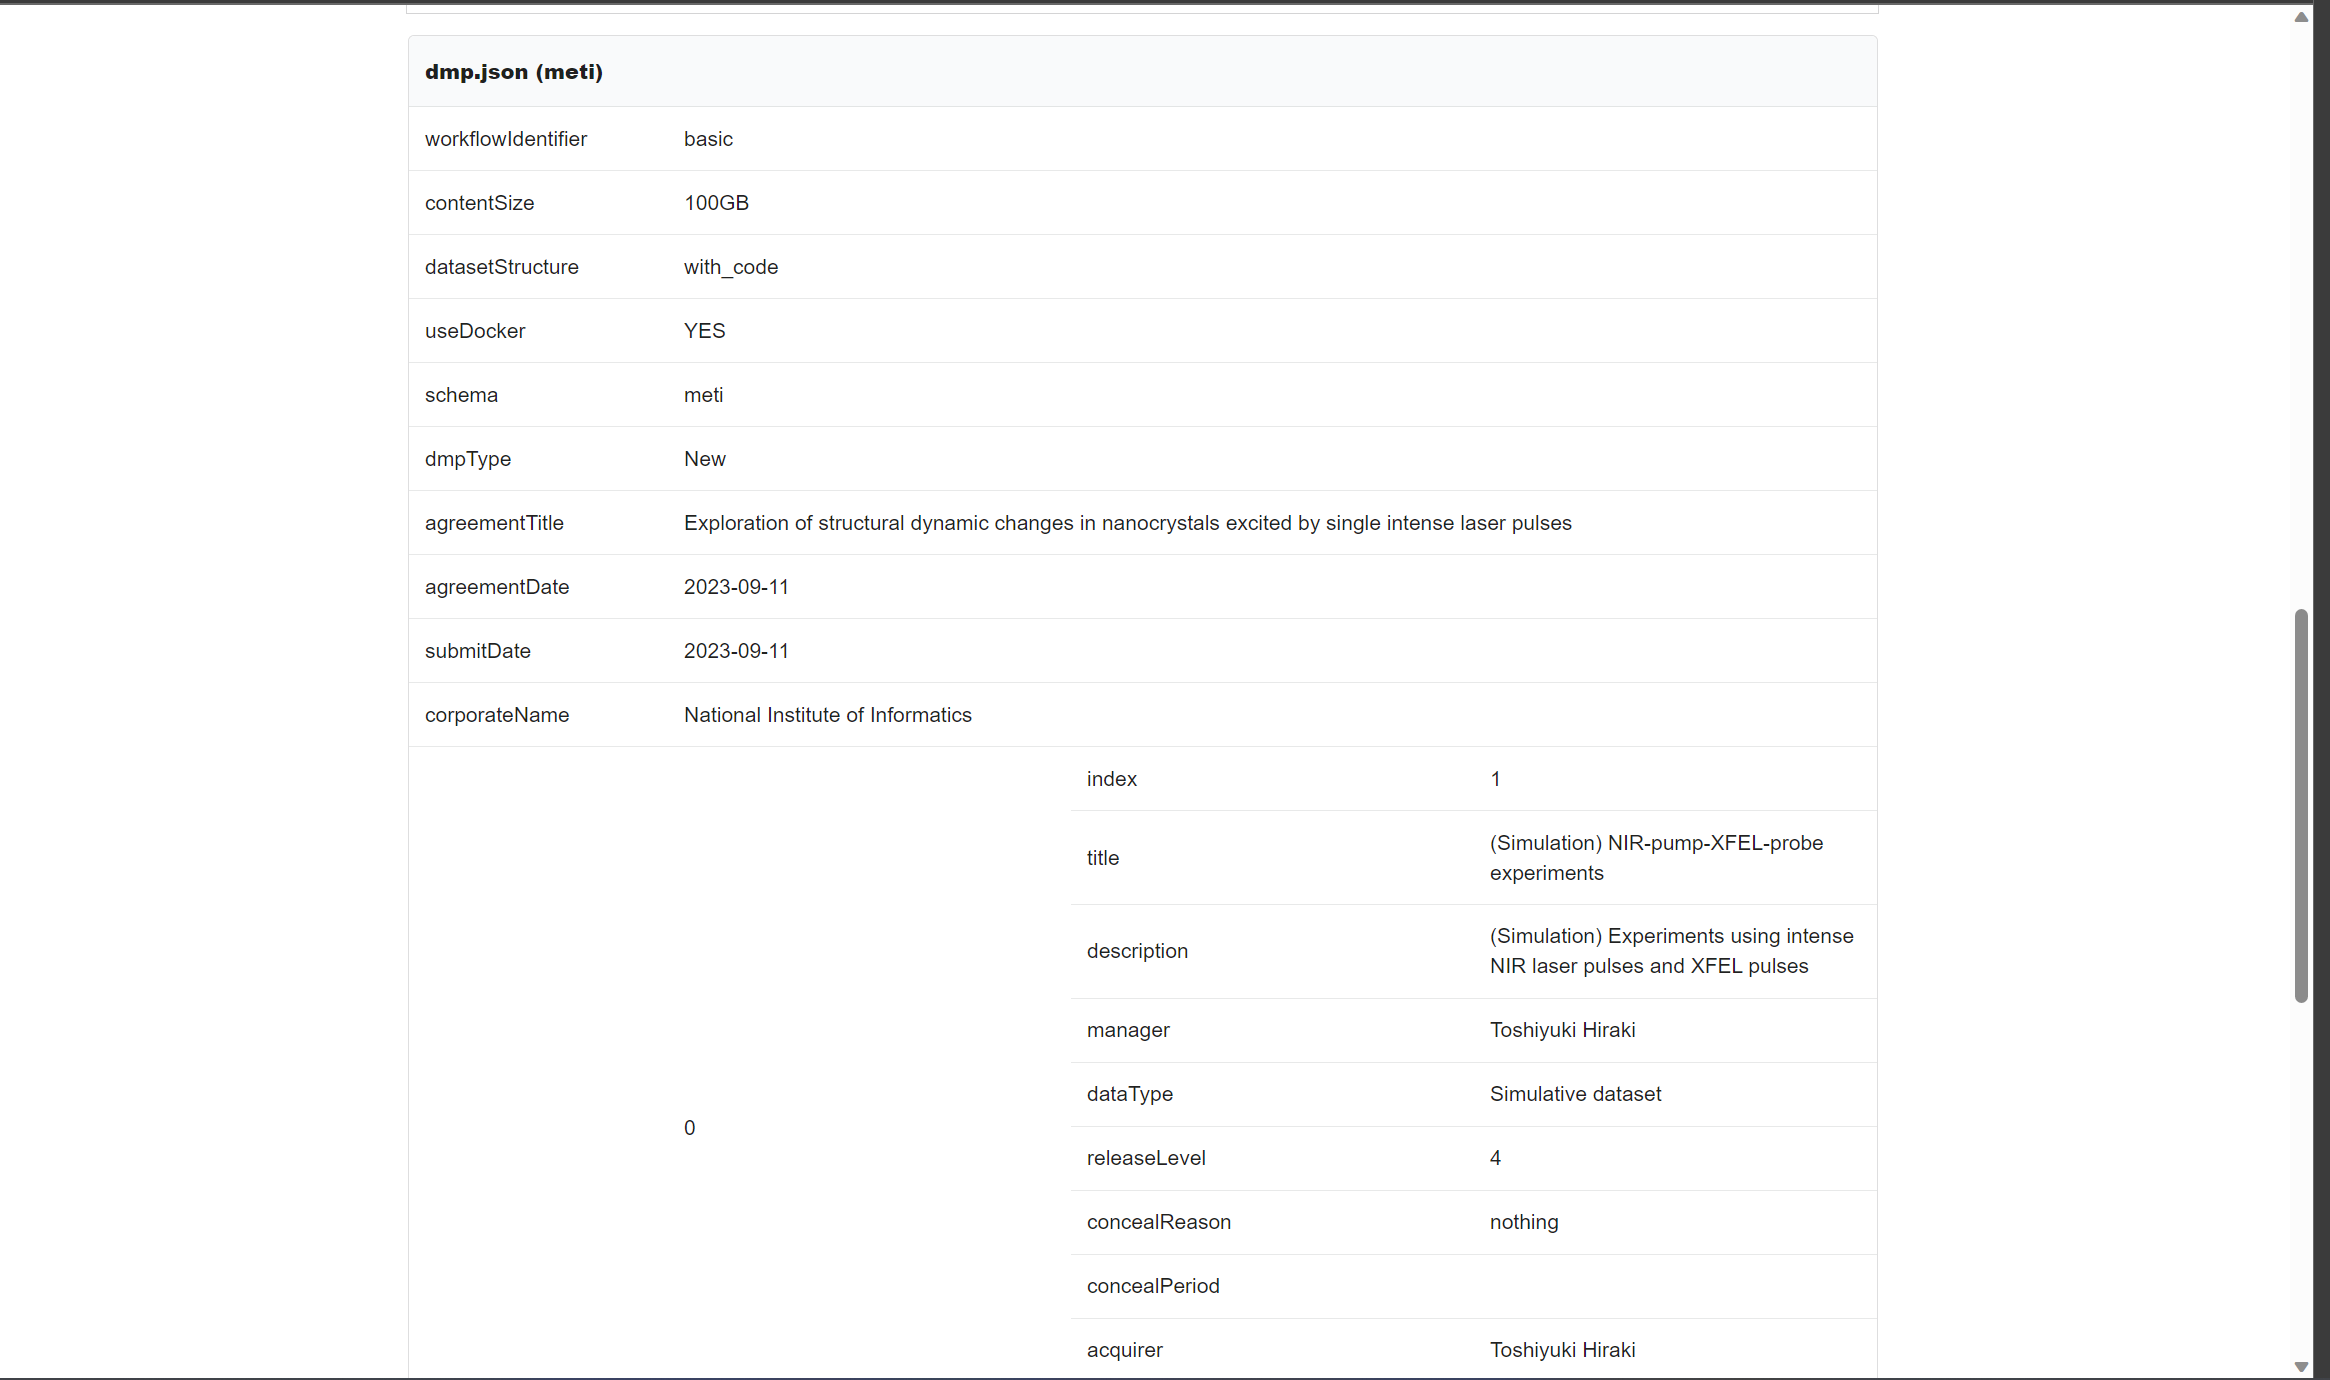 dmp.json (meti)
workflowIdentifier basic
contentSize 100GB
datasetStructure with_code
useDocker YES
schema meti
dmpType New
agreementTitle Exploration of structural dynamic changes in nanocrystals excited by single intense laser pulses
agreementDate 2023-09-11
submitDate 2023-09-11
corporateName National Institute of Informatics
0
index 1
title (Simulation) NIR-pump-XFEL-probe
experiments
description (Simulation) Experiments using intense
NIR laser pulses and XFEL pulses
manager Toshiyuki Hiraki
dataType Simulative dataset
releaseLevel 4
concealReason nothing
concealPeriod
acquirer Toshiyuki Hiraki